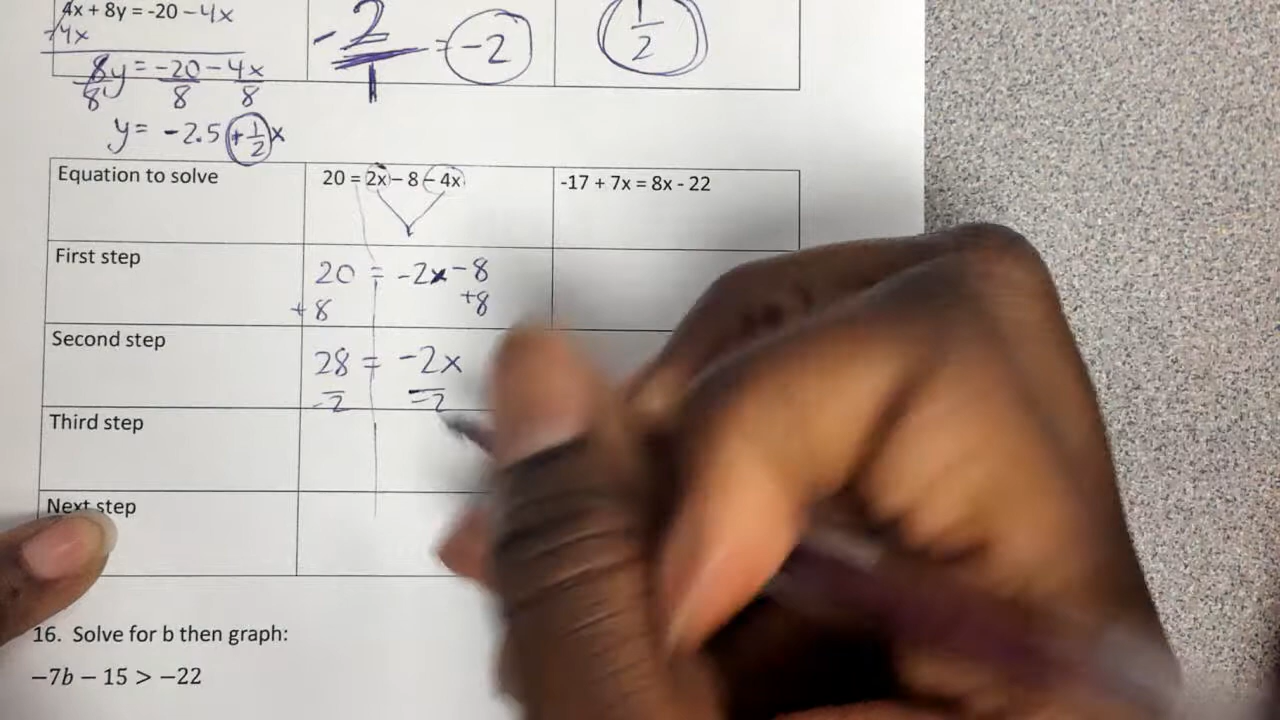 4x + 8y = -20 - 4x
-4x
8y = -20 - 4x
8 8 8
y = -2.5 + 1/2 x
-2/1 = -2
1/2
Equation to solve 20 = 2x – 8 – 4x -17 + 7x = 8x - 22
First step 20 = -2x - 8
+8 +8
Second step 28 = -2x
-2 -2
Third step
Next step
16. Solve for b then graph:
−7b − 15 > −22